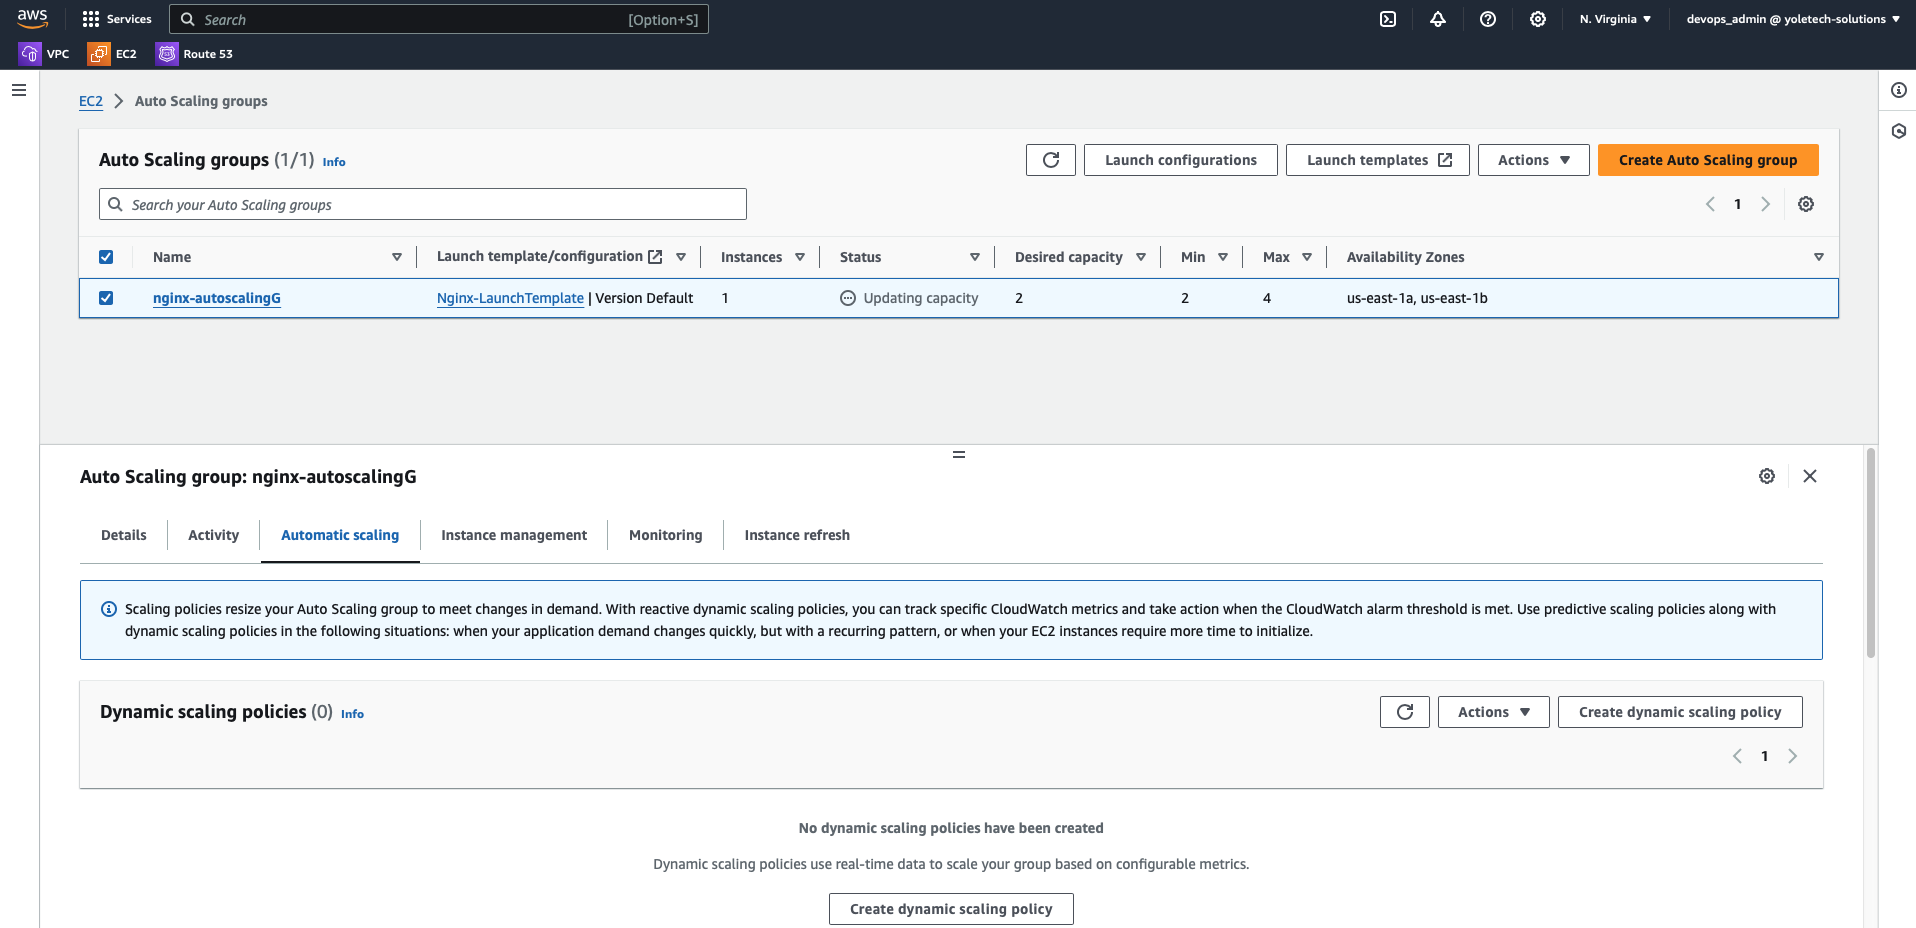 aws
Services
Search
[Option+S]
N. Virginia
devops_admin @ yoletech-solutions
VPC
EC2
Route 53
EC2
Auto Scaling groups
Auto Scaling groups (1/1) Info
Launch configurations
Launch templates
Actions
Create Auto Scaling group
Search your Auto Scaling groups
1
Name
Launch template/configuration
Instances
Status
Desired capacity
Min
Max
Availability Zones
nginx-autoscalingG
Nginx-LaunchTemplate | Version Default
1
Updating capacity
2
2
4
us-east-1a, us-east-1b
Auto Scaling group: nginx-autoscalingG
Details
Activity
Automatic scaling
Instance management
Monitoring
Instance refresh
Scaling policies resize your Auto Scaling group to meet changes in demand. With reactive dynamic scaling policies, you can track specific CloudWatch metrics and take action when the CloudWatch alarm threshold is met. Use predictive scaling policies along with
dynamic scaling policies in the following situations: when your application demand changes quickly, but with a recurring pattern, or when your EC2 instances require more time to initialize.
Dynamic scaling policies (0) Info
Actions
Create dynamic scaling policy
1
No dynamic scaling policies have been created
Dynamic scaling policies use real-time data to scale your group based on configurable metrics.
Create dynamic scaling policy